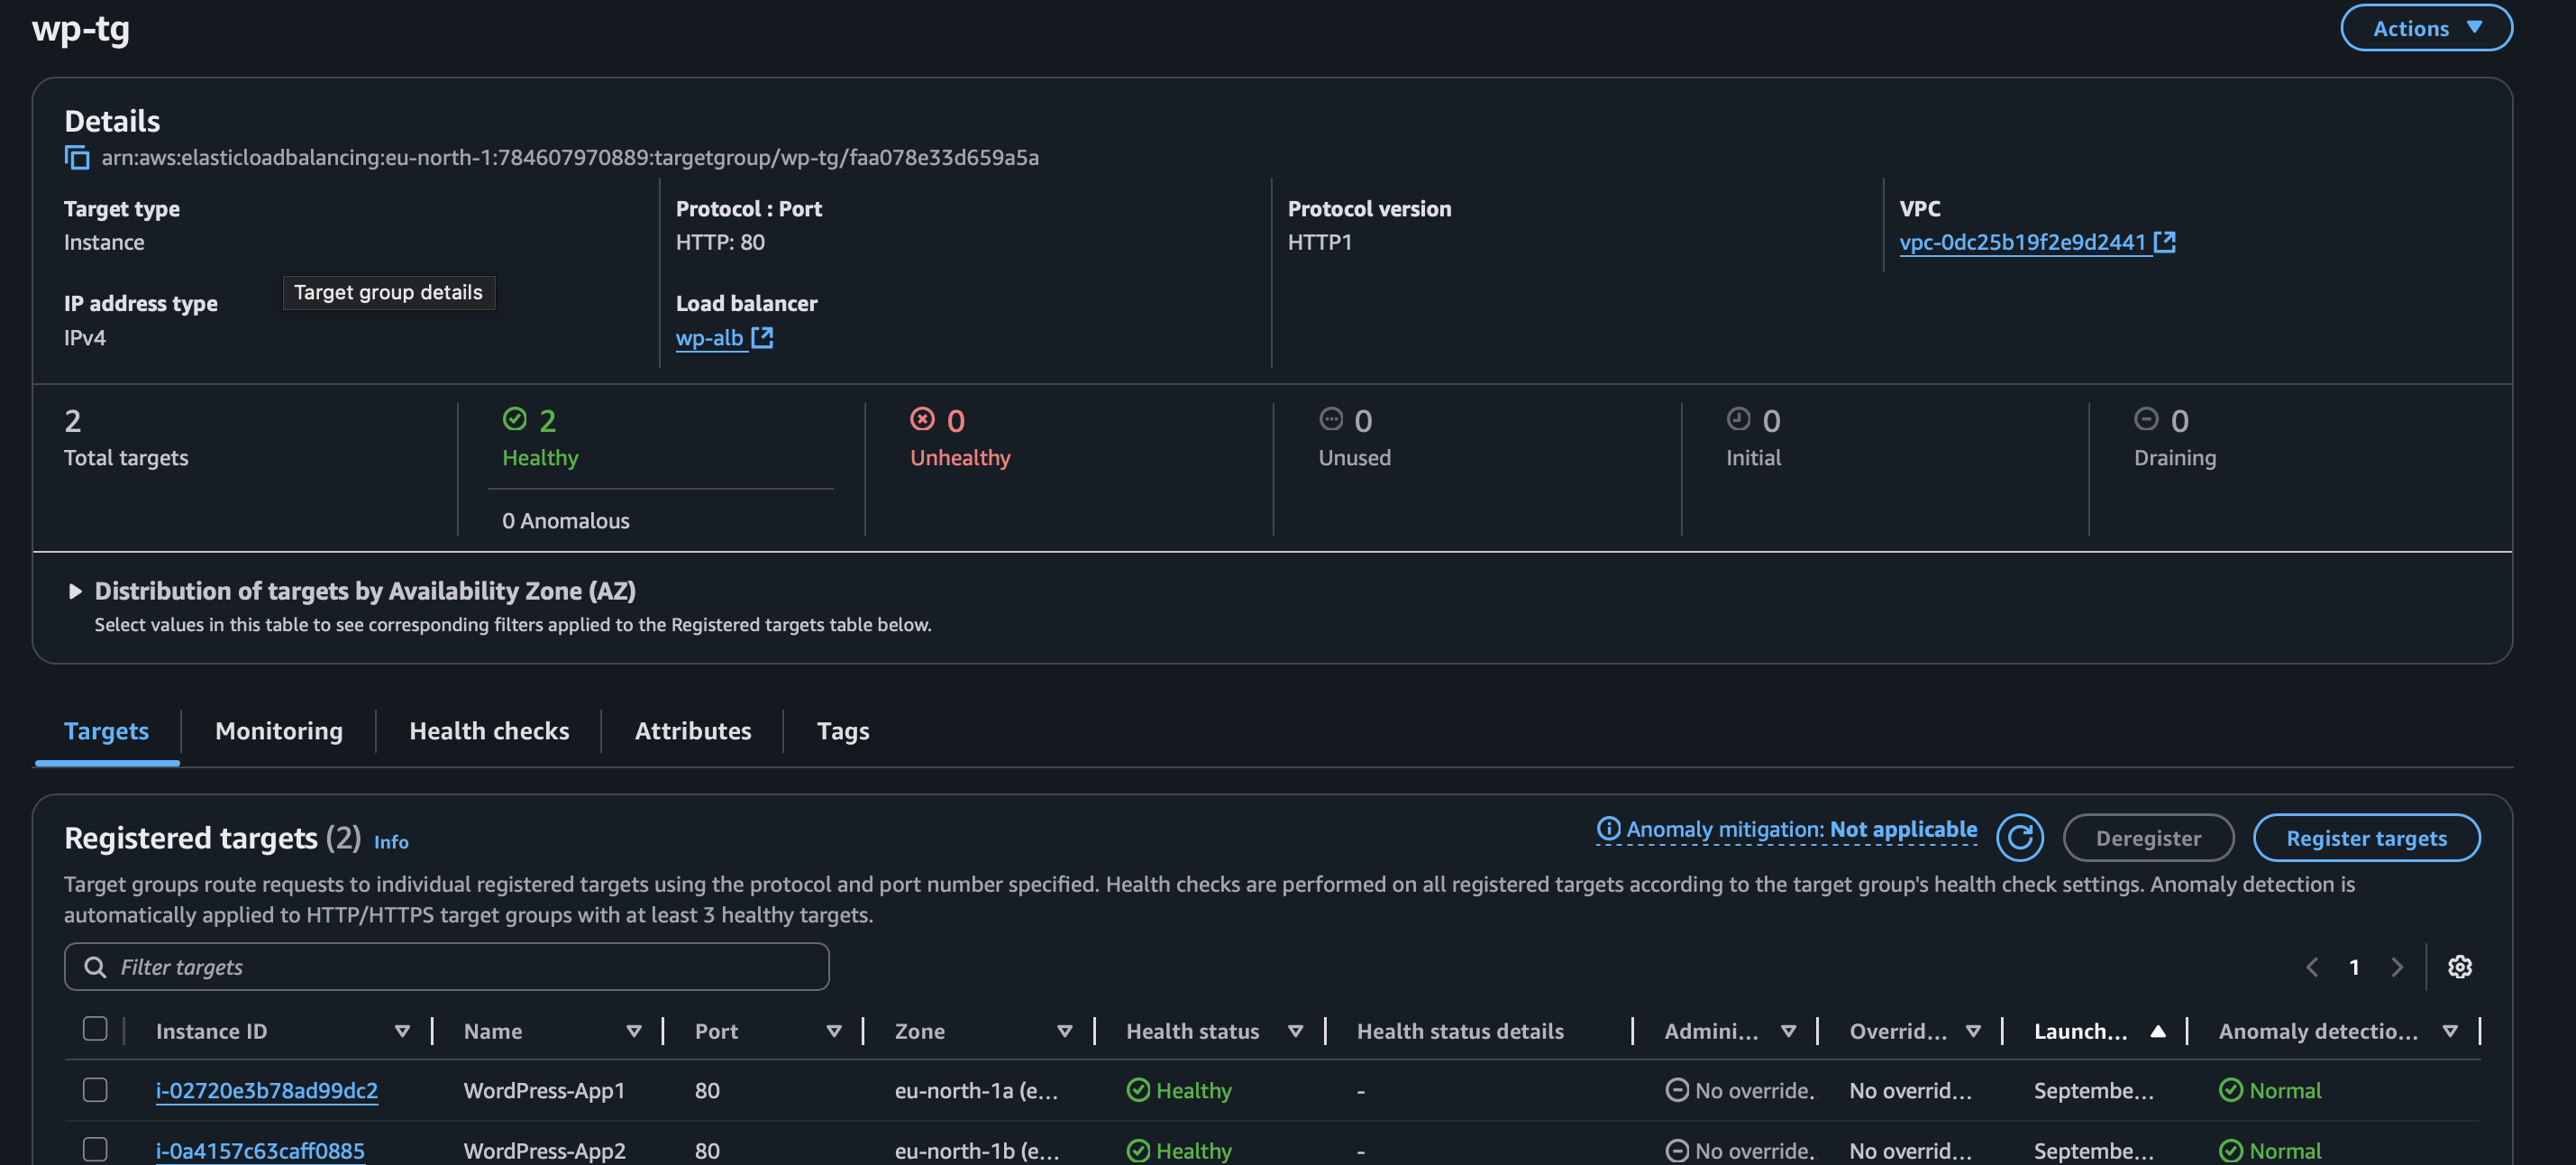 wp-tg
Actions
Details
arn:aws:elasticloadbalancing:eu-north-1:784607970889:targetgroup/wp-tg/faa078e33d659a5a
Target type
Instance
Protocol : Port
HTTP: 80
Protocol version
HTTP1
VPC
vpc-0dc25b19f2e9d2441
IP address type
IPv4
Target group details
Load balancer
wp-alb
2
Total targets
2
Healthy
0 Anomalous
0
Unhealthy
0
Unused
0
Initial
0
Draining
Distribution of targets by Availability Zone (AZ)
Select values in this table to see corresponding filters applied to the Registered targets table below.
Targets Monitoring Health checks Attributes Tags
Registered targets (2) Info
Anomaly mitigation: Not applicable
Deregister
Register targets
Target groups route requests to individual registered targets using the protocol and port number specified. Health checks are performed on all registered targets according to the target group's health check settings. Anomaly detection is
automatically applied to HTTP/HTTPS target groups with at least 3 healthy targets.
Filter targets
1
Instance ID Name Port Zone Health status Health status details Admini... Overrid... Launch... Anomaly detectio...
i-02720e3b78ad99dc2 WordPress-App1 80 eu-north-1a (e... Healthy - No override. No overrid... Septembe... Normal
i-0a4157c63caff0885 WordPress-App2 80 eu-north-1b (e... Healthy - No override. No overrid... Septembe... Normal